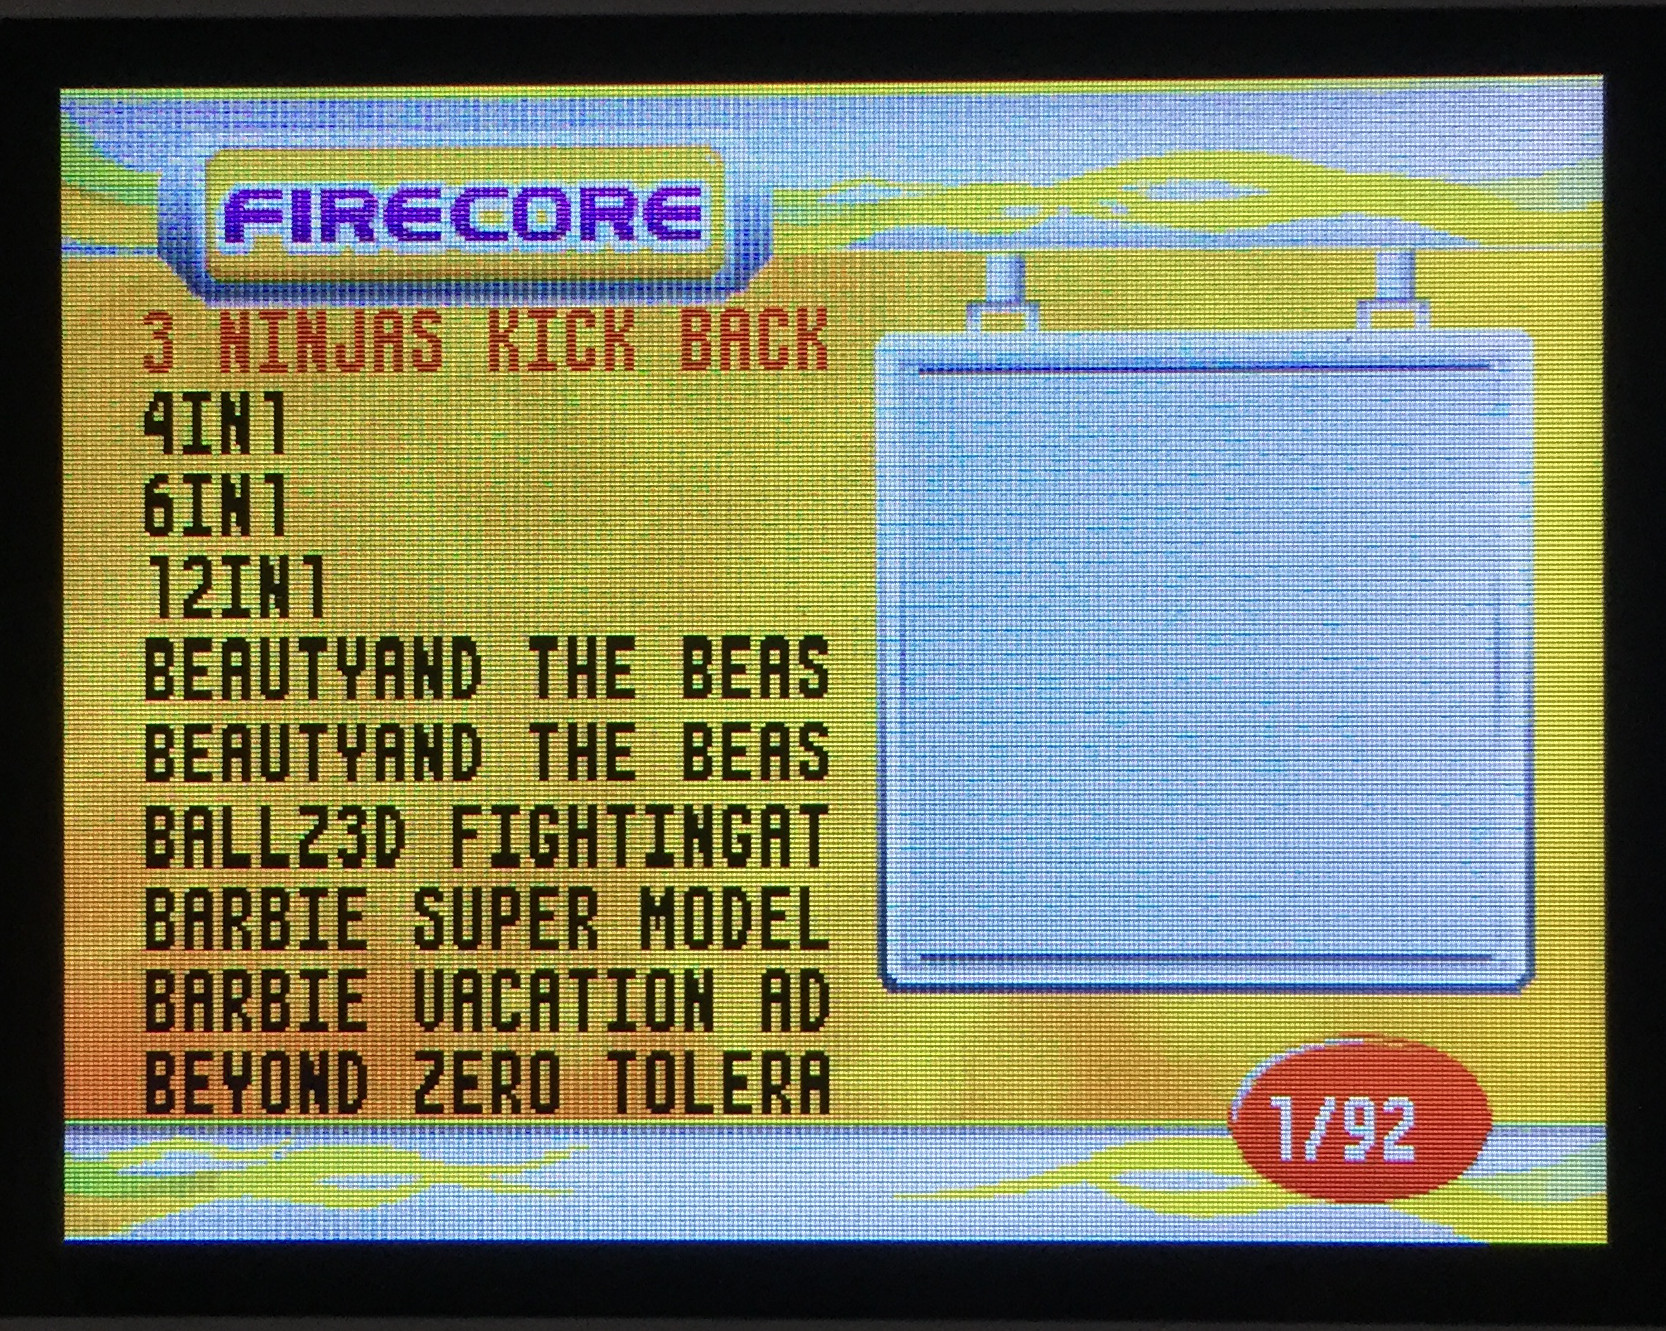 FIRECORE
3 NINJAS KICK BACK
4IN1
6IN1
12IN1
BEAUTYAND THE BEAS
BEAUTYAND THE BEAS
BALLZ3D FIGHTINGAT
BARBIE SUPER MODEL
BARBIE VACATION AD
BEYOND ZERO TOLERA
1/92